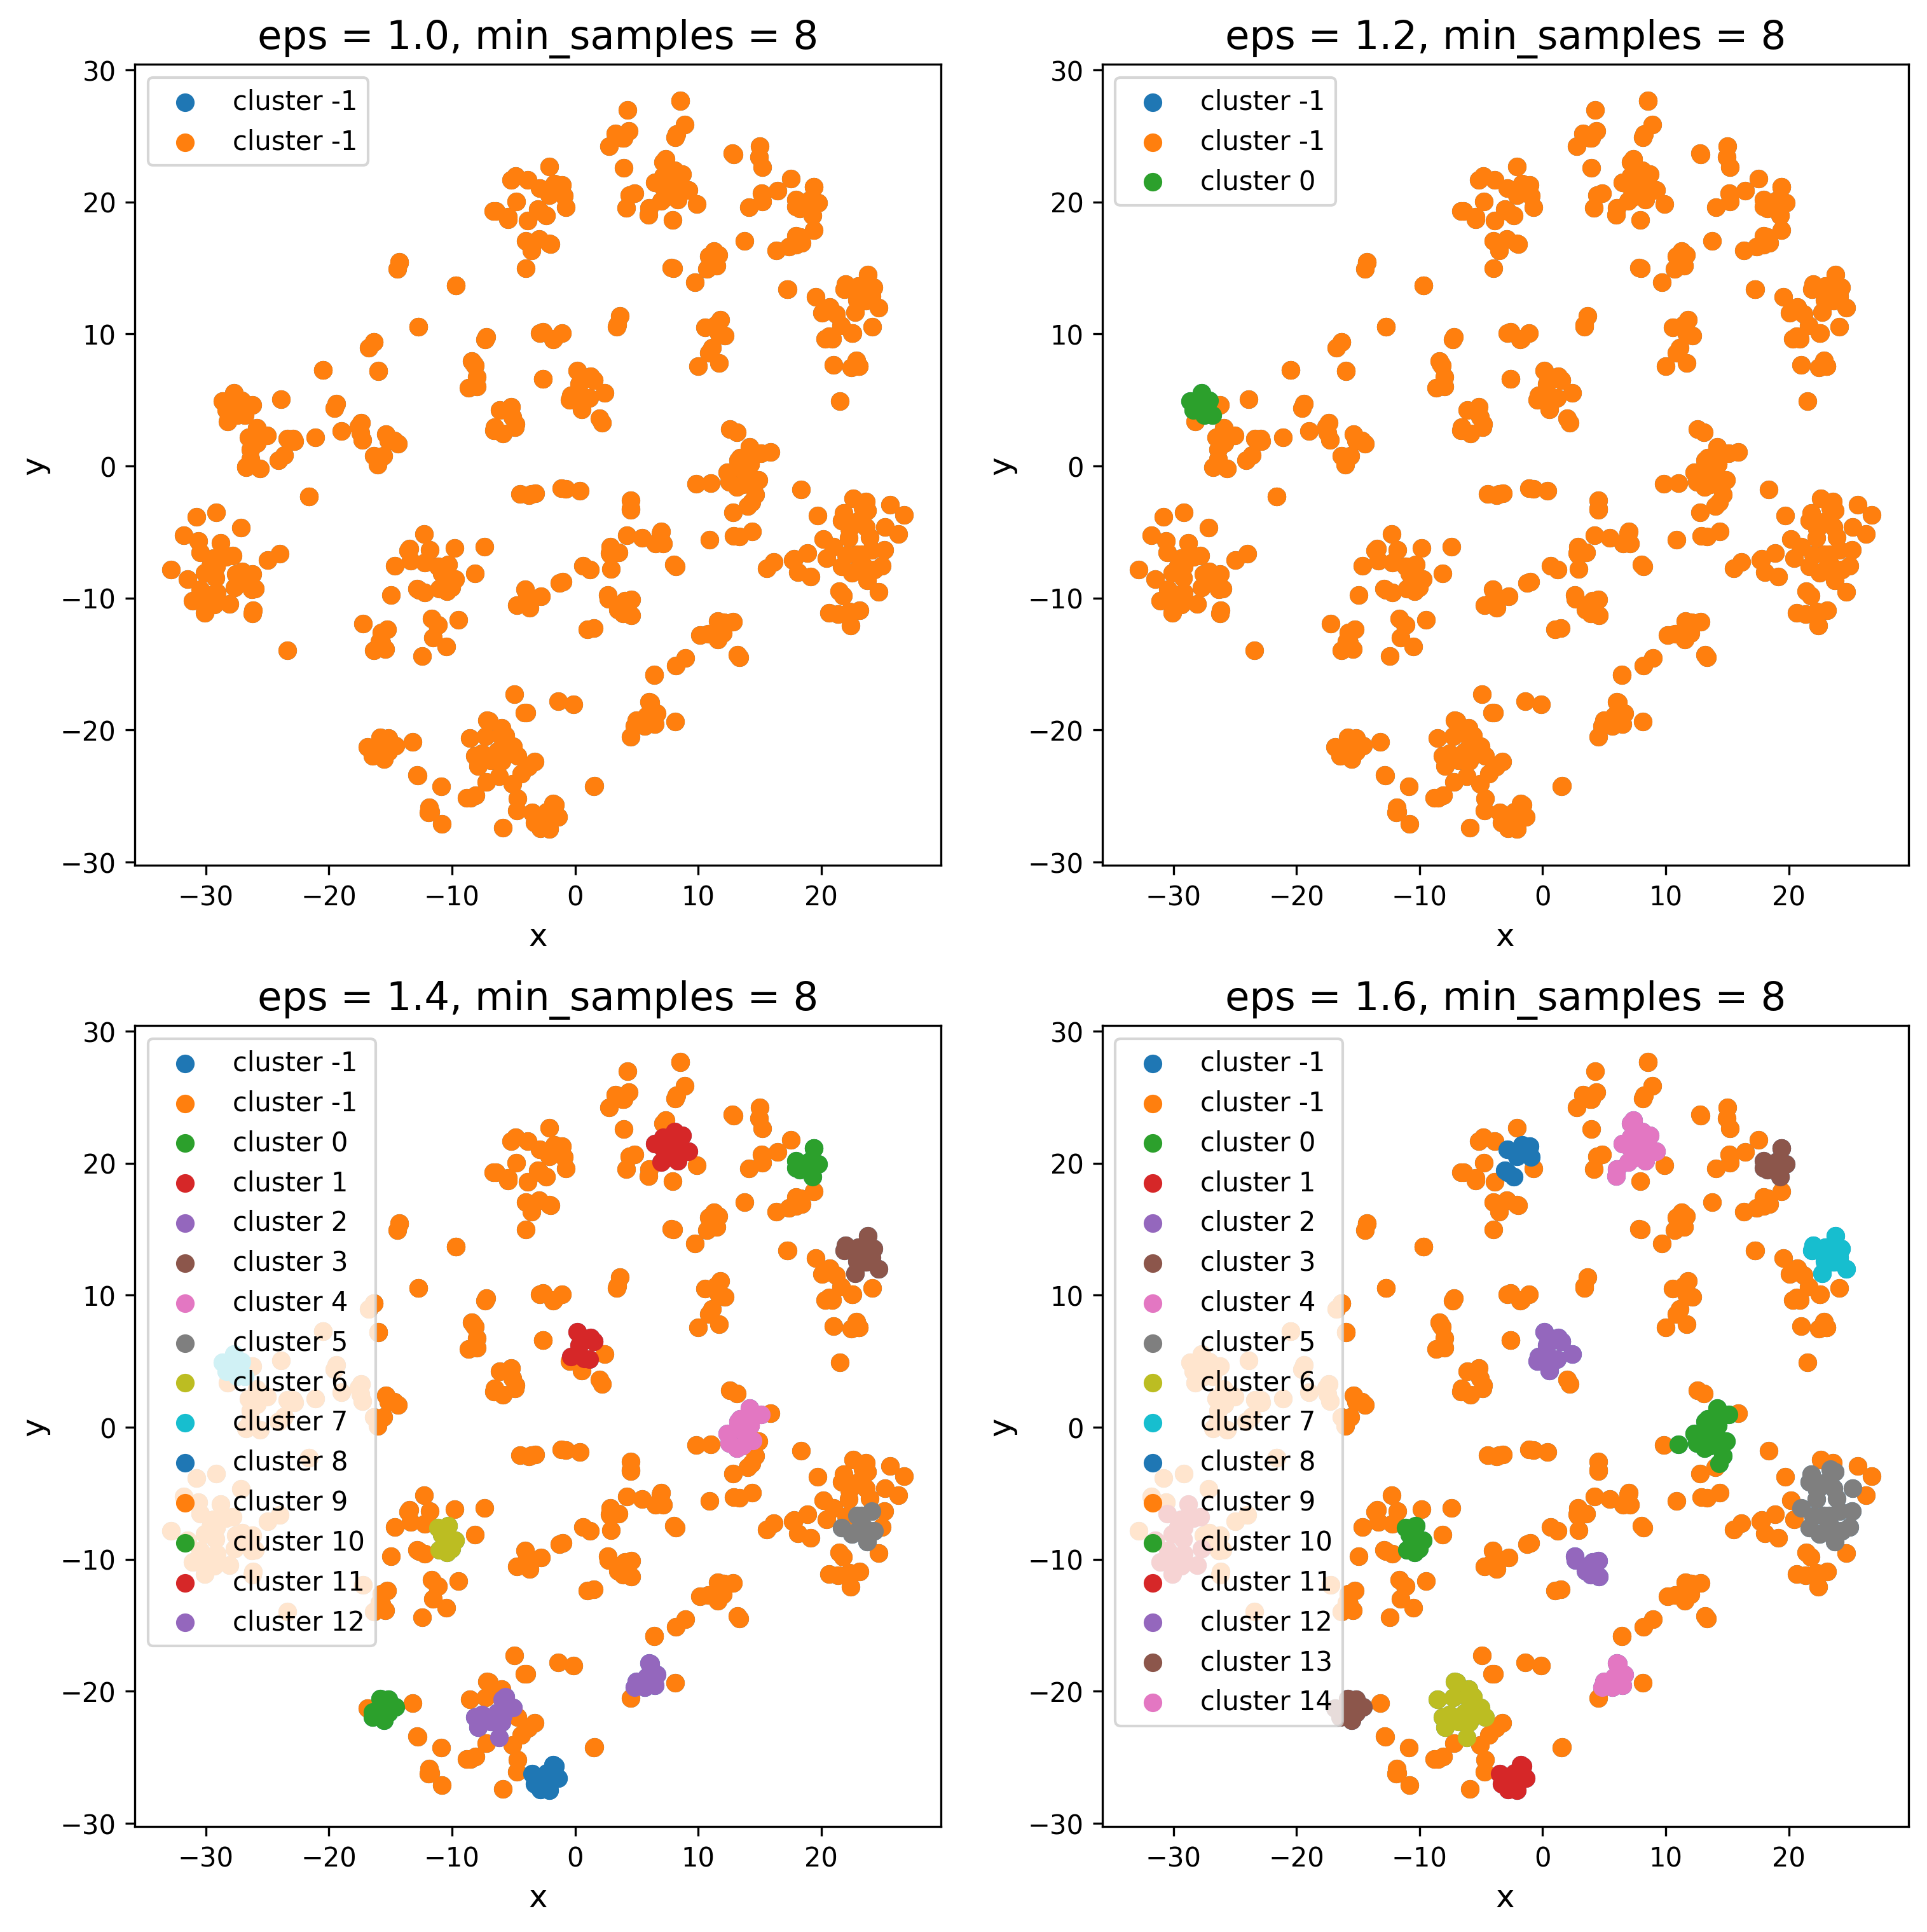 eps = 1.0, min_samples = 8
cluster -1
cluster -1
30
20
10
0
−10
−20
−30
y
−30
−20
−10
0
10
20
x
eps = 1.2, min_samples = 8
cluster -1
cluster -1
cluster 0
30
20
10
0
−10
−20
−30
y
−30
−20
−10
0
10
20
x
eps = 1.4, min_samples = 8
cluster -1
cluster -1
cluster 0
cluster 1
cluster 2
cluster 3
cluster 4
cluster 5
cluster 6
cluster 7
cluster 8
cluster 9
cluster 10
cluster 11
cluster 12
30
20
10
0
−10
−20
−30
y
−30
−20
−10
0
10
20
x
eps = 1.6, min_samples = 8
cluster -1
cluster -1
cluster 0
cluster 1
cluster 2
cluster 3
cluster 4
cluster 5
cluster 6
cluster 7
cluster 8
cluster 9
cluster 10
cluster 11
cluster 12
cluster 13
cluster 14
30
20
10
0
−10
−20
−30
y
−30
−20
−10
0
10
20
x